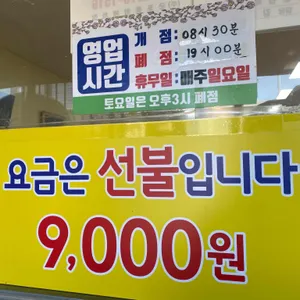 영업시간
개 점 : 08시 30분
폐 점 : 19시 00분
휴무일 : 매주 일요일
토요일은 오후3시 폐점
요금은 선불입니다
9,000원